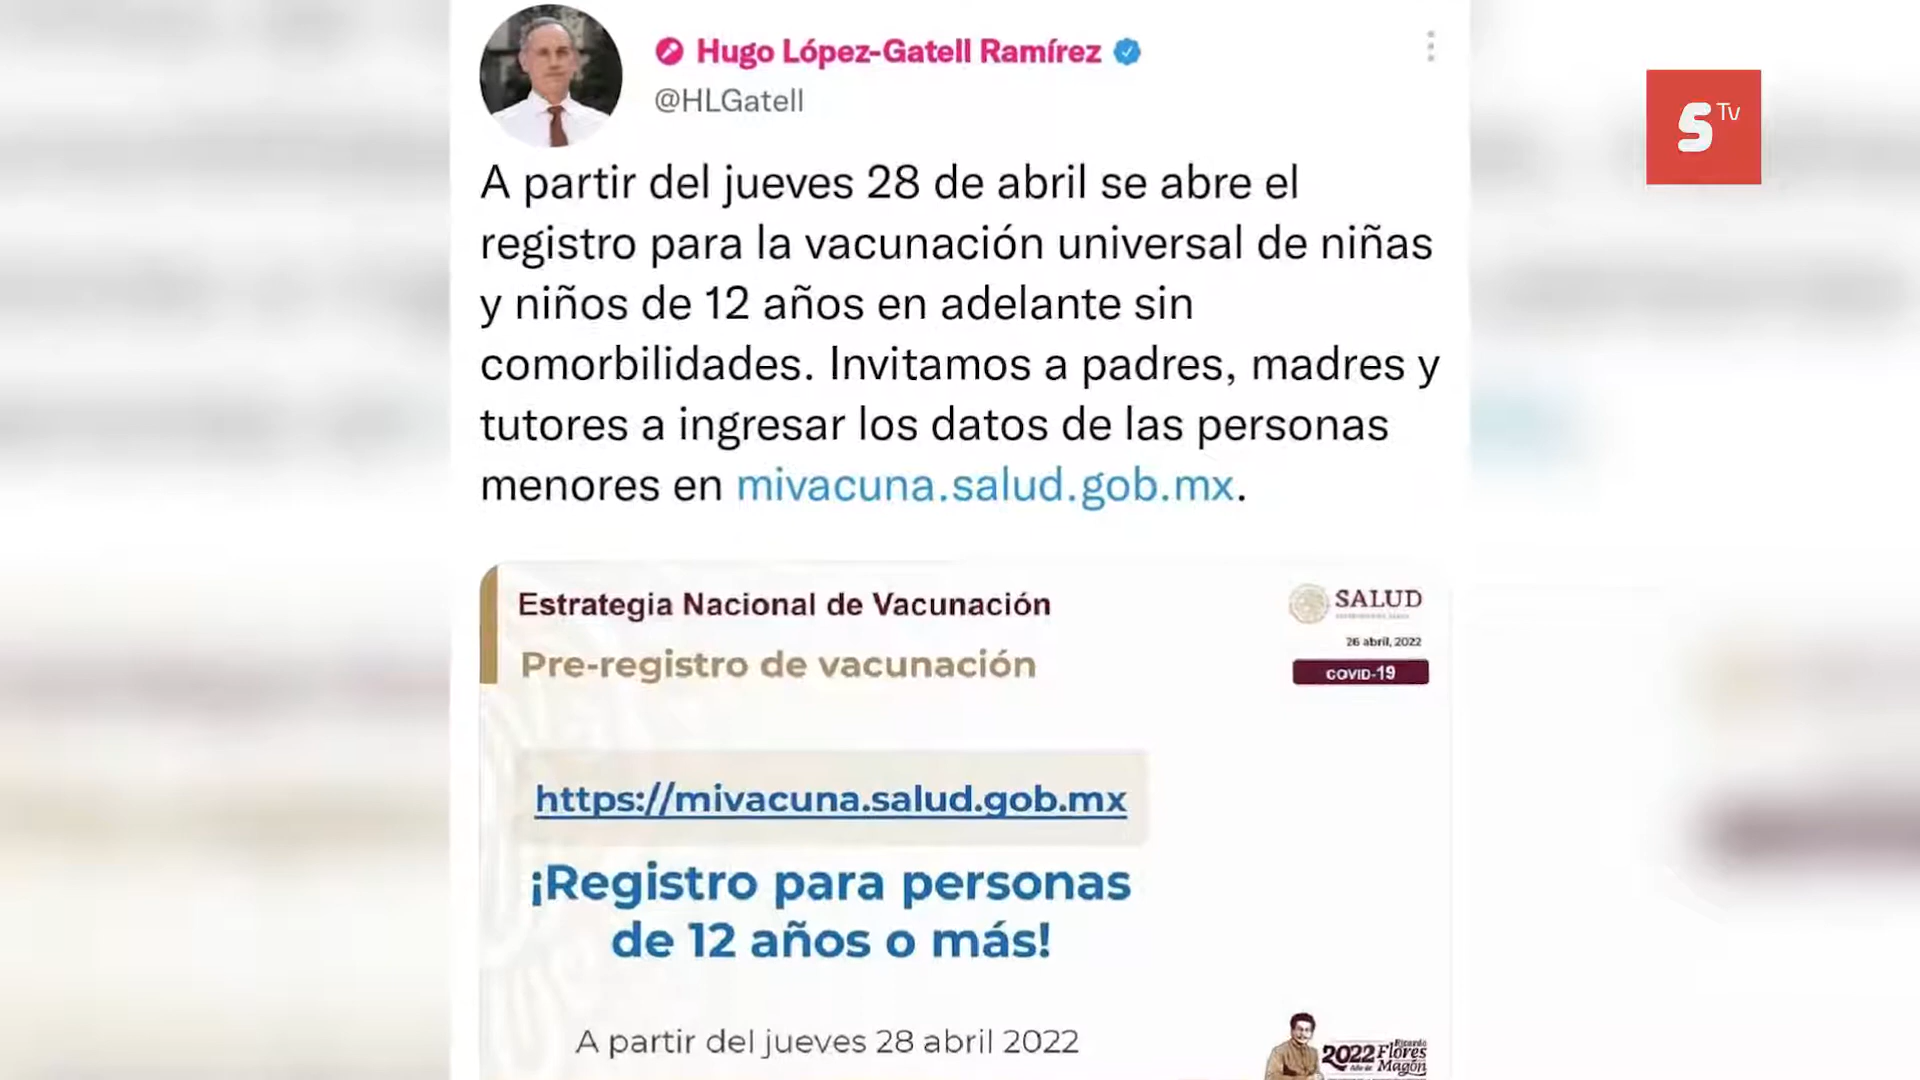 Hugo López-Gatell Ramírez
@HLGatell
S Tv
A partir del jueves 28 de abril se abre el
registro para la vacunación universal de niñas
y niños de 12 años en adelante sin
comorbilidades. Invitamos a padres, madres y
tutores a ingresar los datos de las personas
menores en mivacuna.salud.gob.mx.
Estrategia Nacional de Vacunación
SALUD
26 abril, 2022
Pre-registro de vacunación
COVID-19
https://mivacuna.salud.gob.mx
¡Registro para personas
de 12 años o más!
A partir del jueves 28 abril 2022
2022 Ricardo
Flores
Año de Magón